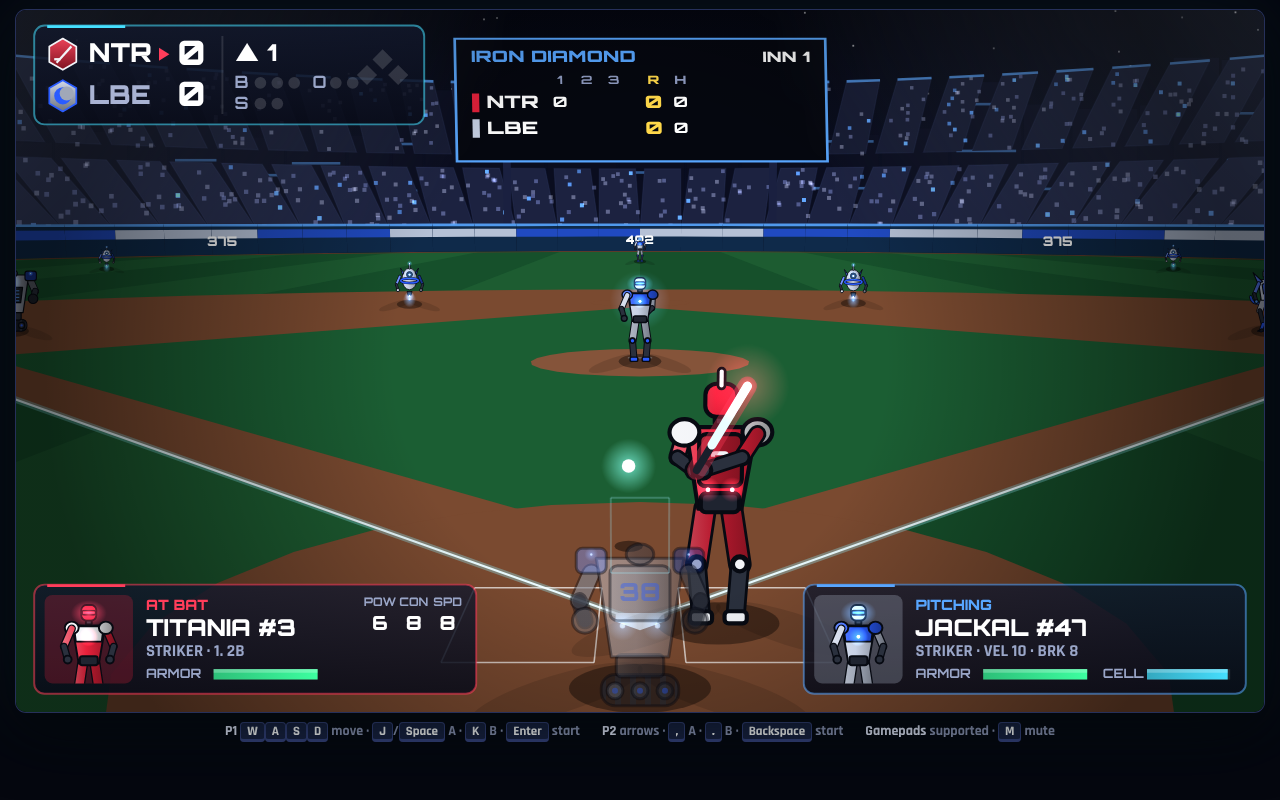 NTR 0
LBE 0
1
B O
S
IRON DIAMOND INN 1
1 2 3 R H
NTR 0 0 0
LBE 0 0
375
402
375
38
AT BAT
TITANIA #3
STRIKER · 1. 2B
ARMOR
POW CON SPD
6 8 8
PITCHING
JACKAL #47
STRIKER · VEL 10 · BRK 8
ARMOR CELL
P1 W A S D move · J / Space A · K B · Enter start P2 arrows · , A · . B · Backspace start Gamepads supported · M mute